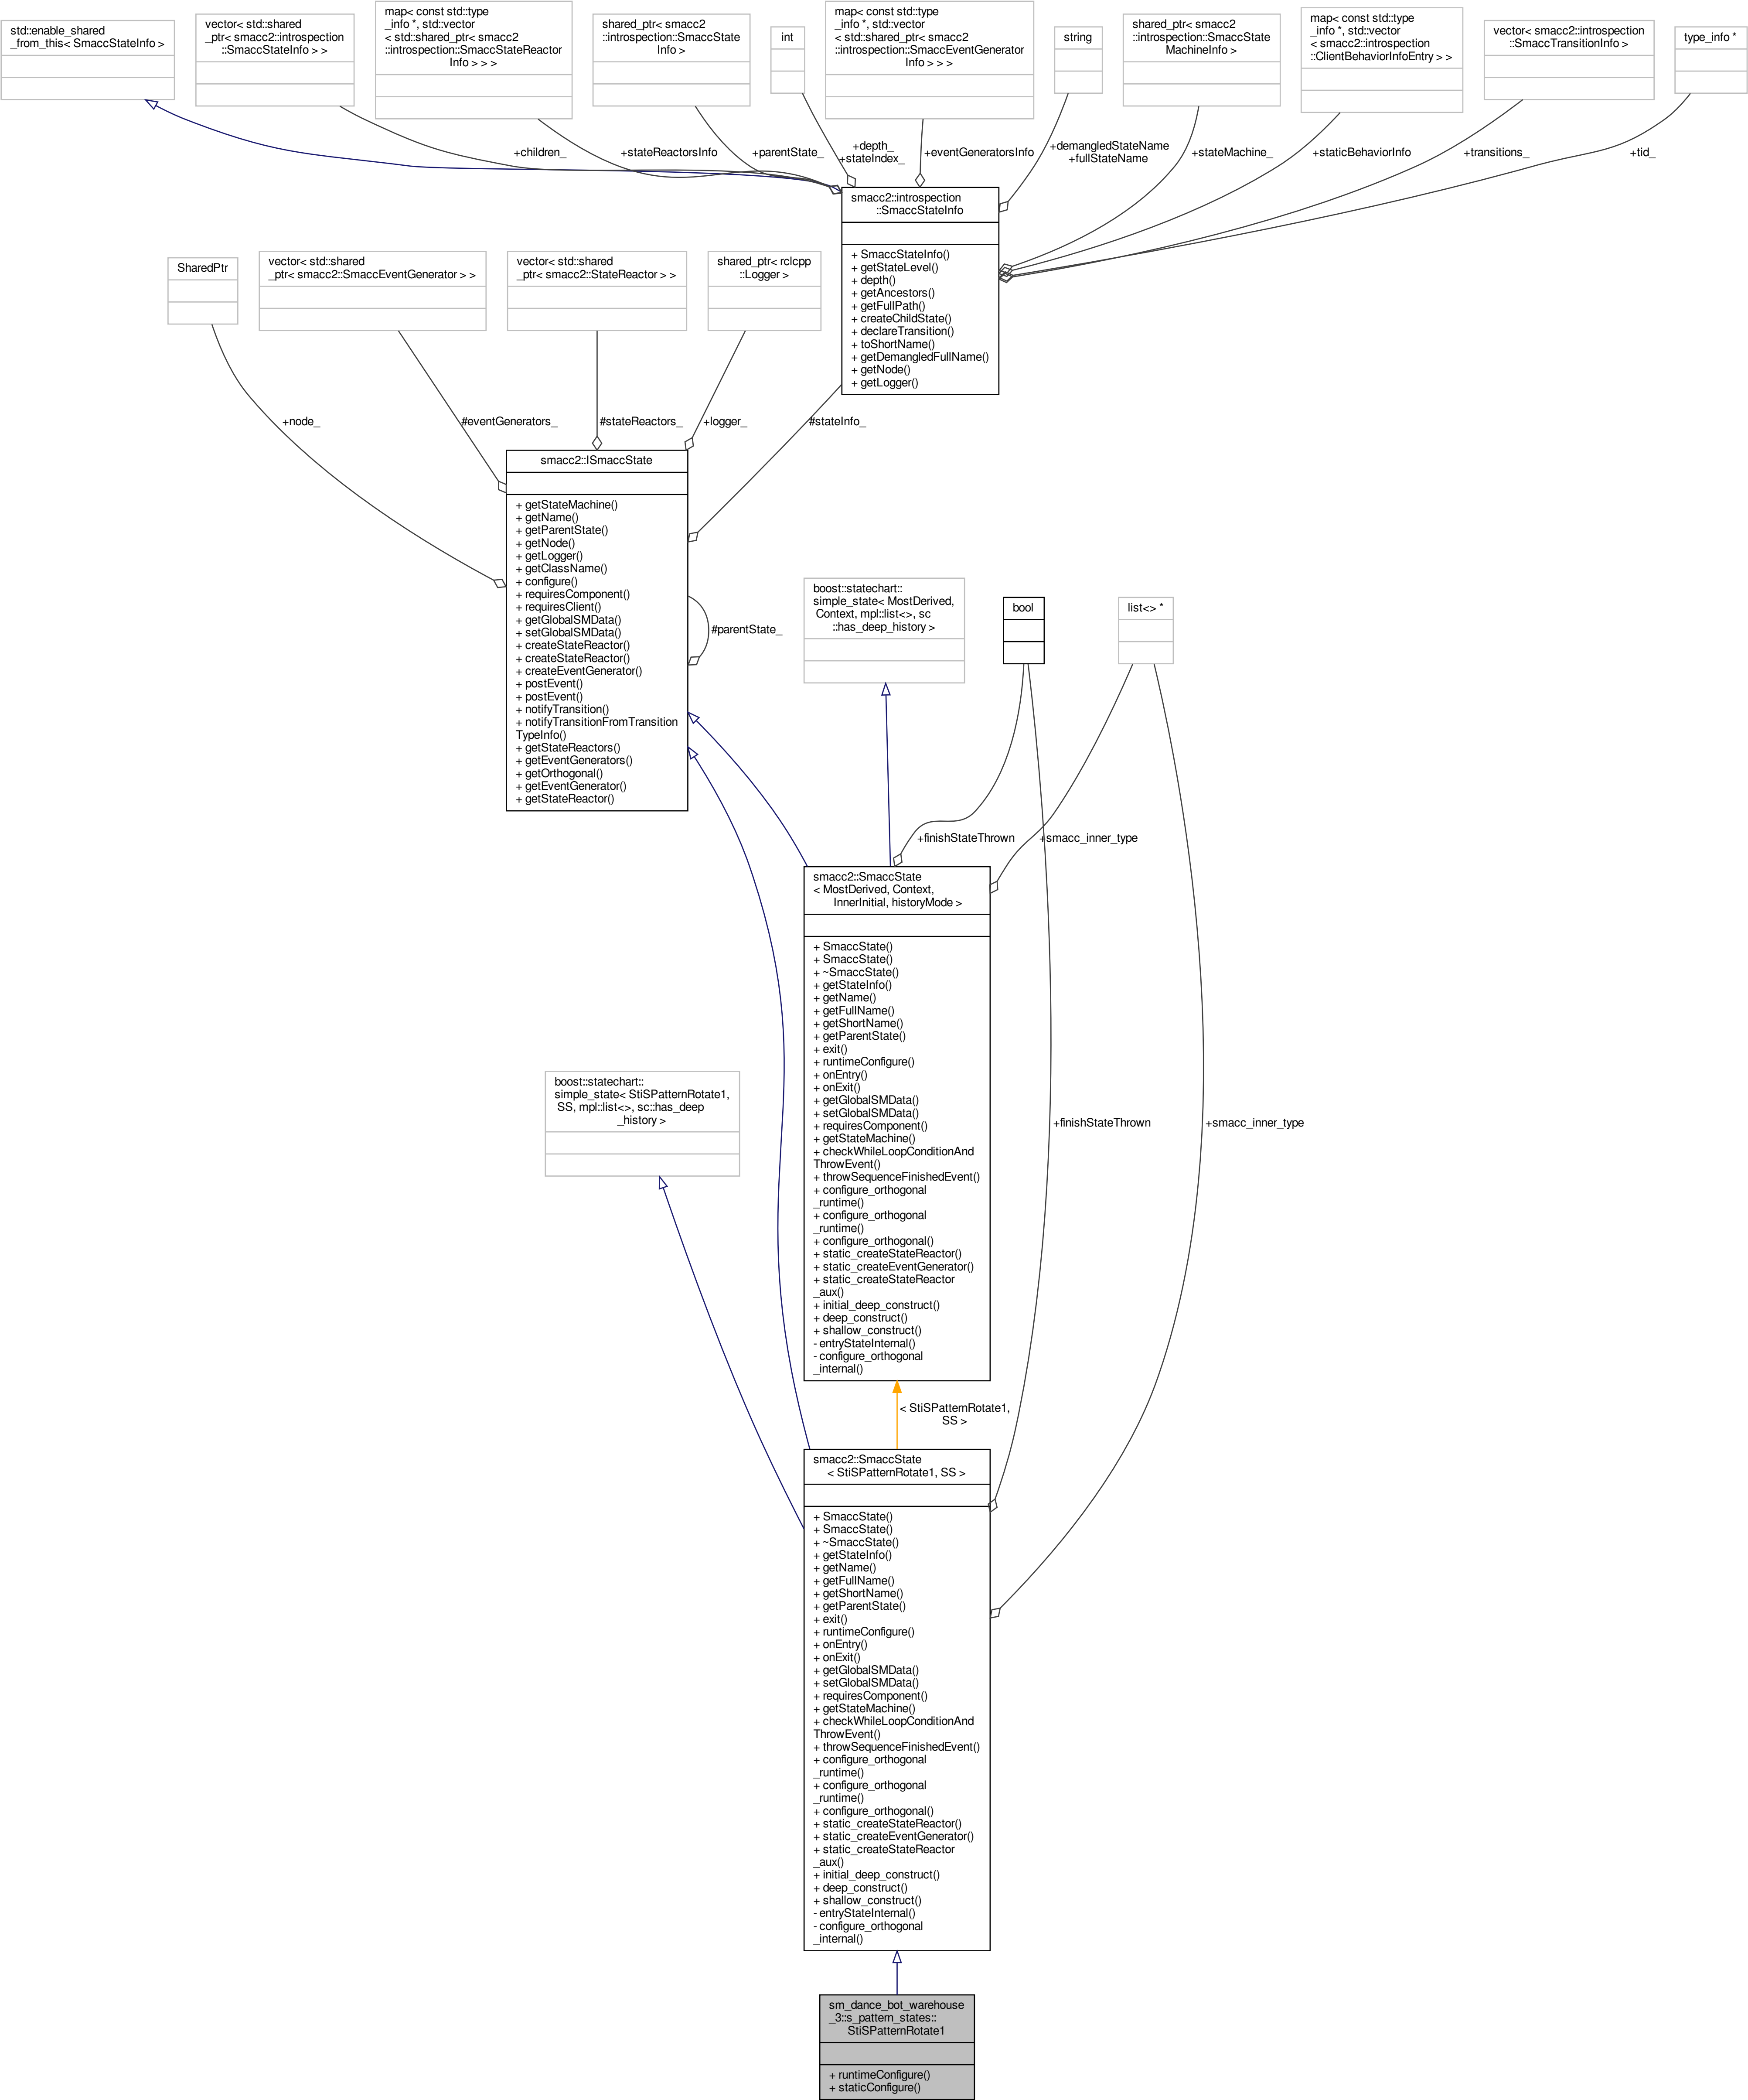 std::enable_shared
_from_this< SmaccStateInfo >
vector< std::shared
_ptr< smacc2::introspection
::SmaccStateInfo > >
map< const std::type
_info *, std::vector
< std::shared_ptr< smacc2
::introspection::SmaccStateReactor
Info > > >
shared_ptr< smacc2
::introspection::SmaccState
Info >
int
map< const std::type
_info *, std::vector
< std::shared_ptr< smacc2
::introspection::SmaccEventGenerator
Info > > >
string
shared_ptr< smacc2
::introspection::SmaccState
MachineInfo >
map< const std::type
_info *, std::vector
< smacc2::introspection
::ClientBehaviorInfoEntry > >
vector< smacc2::introspection
::SmaccTransitionInfo >
type_info *
+children_
+stateReactorsInfo
+parentState_
+depth_
+stateIndex_
+eventGeneratorsInfo
+demangledStateName
+fullStateName
+stateMachine_
+staticBehaviorInfo
+transitions_
+tid_
smacc2::introspection
::SmaccStateInfo
+ SmaccStateInfo()
+ getStateLevel()
+ depth()
+ getAncestors()
+ getFullPath()
+ createChildState()
+ declareTransition()
+ toShortName()
+ getDemangledFullName()
+ getNode()
+ getLogger()
SharedPtr
vector< std::shared
_ptr< smacc2::SmaccEventGenerator > >
vector< std::shared
_ptr< smacc2::StateReactor > >
shared_ptr< rclcpp
::Logger >
+node_
#eventGenerators_
#stateReactors_
+logger_
#stateInfo_
smacc2::ISmaccState
+ getStateMachine()
+ getName()
+ getParentState()
+ getNode()
+ getLogger()
+ getClassName()
+ configure()
+ requiresComponent()
+ requiresClient()
+ getGlobalSMData()
+ setGlobalSMData()
+ createStateReactor()
+ createStateReactor()
+ createEventGenerator()
+ postEvent()
+ postEvent()
+ notifyTransition()
+ notifyTransitionFromTransition
TypeInfo()
+ getStateReactors()
+ getEventGenerators()
+ getOrthogonal()
+ getEventGenerator()
+ getStateReactor()
#parentState_
boost::statechart::
simple_state< MostDerived,
Context, mpl::list<>, sc
::has_deep_history >
bool
list<> *
+finishStateThrown
+smacc_inner_type
smacc2::SmaccState
< MostDerived, Context,
InnerInitial, historyMode >
+ SmaccState()
+ SmaccState()
+ ~SmaccState()
+ getStateInfo()
+ getName()
+ getFullName()
+ getShortName()
+ getParentState()
+ exit()
+ runtimeConfigure()
+ onEntry()
+ onExit()
+ getGlobalSMData()
+ setGlobalSMData()
+ requiresComponent()
+ getStateMachine()
+ checkWhileLoopConditionAnd
ThrowEvent()
+ throwSequenceFinishedEvent()
+ configure_orthogonal
_runtime()
+ configure_orthogonal
_runtime()
+ configure_orthogonal()
+ static_createStateReactor()
+ static_createEventGenerator()
+ static_createStateReactor
_aux()
+ initial_deep_construct()
+ deep_construct()
+ shallow_construct()
- entryStateInternal()
- configure_orthogonal
_internal()
boost::statechart::
simple_state< StiSPatternRotate1,
SS, mpl::list<>, sc::has_deep
_history >
+finishStateThrown
+smacc_inner_type
< StiSPatternRotate1,
SS >
smacc2::SmaccState
< StiSPatternRotate1, SS >
+ SmaccState()
+ SmaccState()
+ ~SmaccState()
+ getStateInfo()
+ getName()
+ getFullName()
+ getShortName()
+ getParentState()
+ exit()
+ runtimeConfigure()
+ onEntry()
+ onExit()
+ getGlobalSMData()
+ setGlobalSMData()
+ requiresComponent()
+ getStateMachine()
+ checkWhileLoopConditionAnd
ThrowEvent()
+ throwSequenceFinishedEvent()
+ configure_orthogonal
_runtime()
+ configure_orthogonal
_runtime()
+ configure_orthogonal()
+ static_createStateReactor()
+ static_createEventGenerator()
+ static_createStateReactor
_aux()
+ initial_deep_construct()
+ deep_construct()
+ shallow_construct()
- entryStateInternal()
- configure_orthogonal
_internal()
sm_dance_bot_warehouse
_3::s_pattern_states::
StiSPatternRotate1
+ runtimeConfigure()
+ staticConfigure()